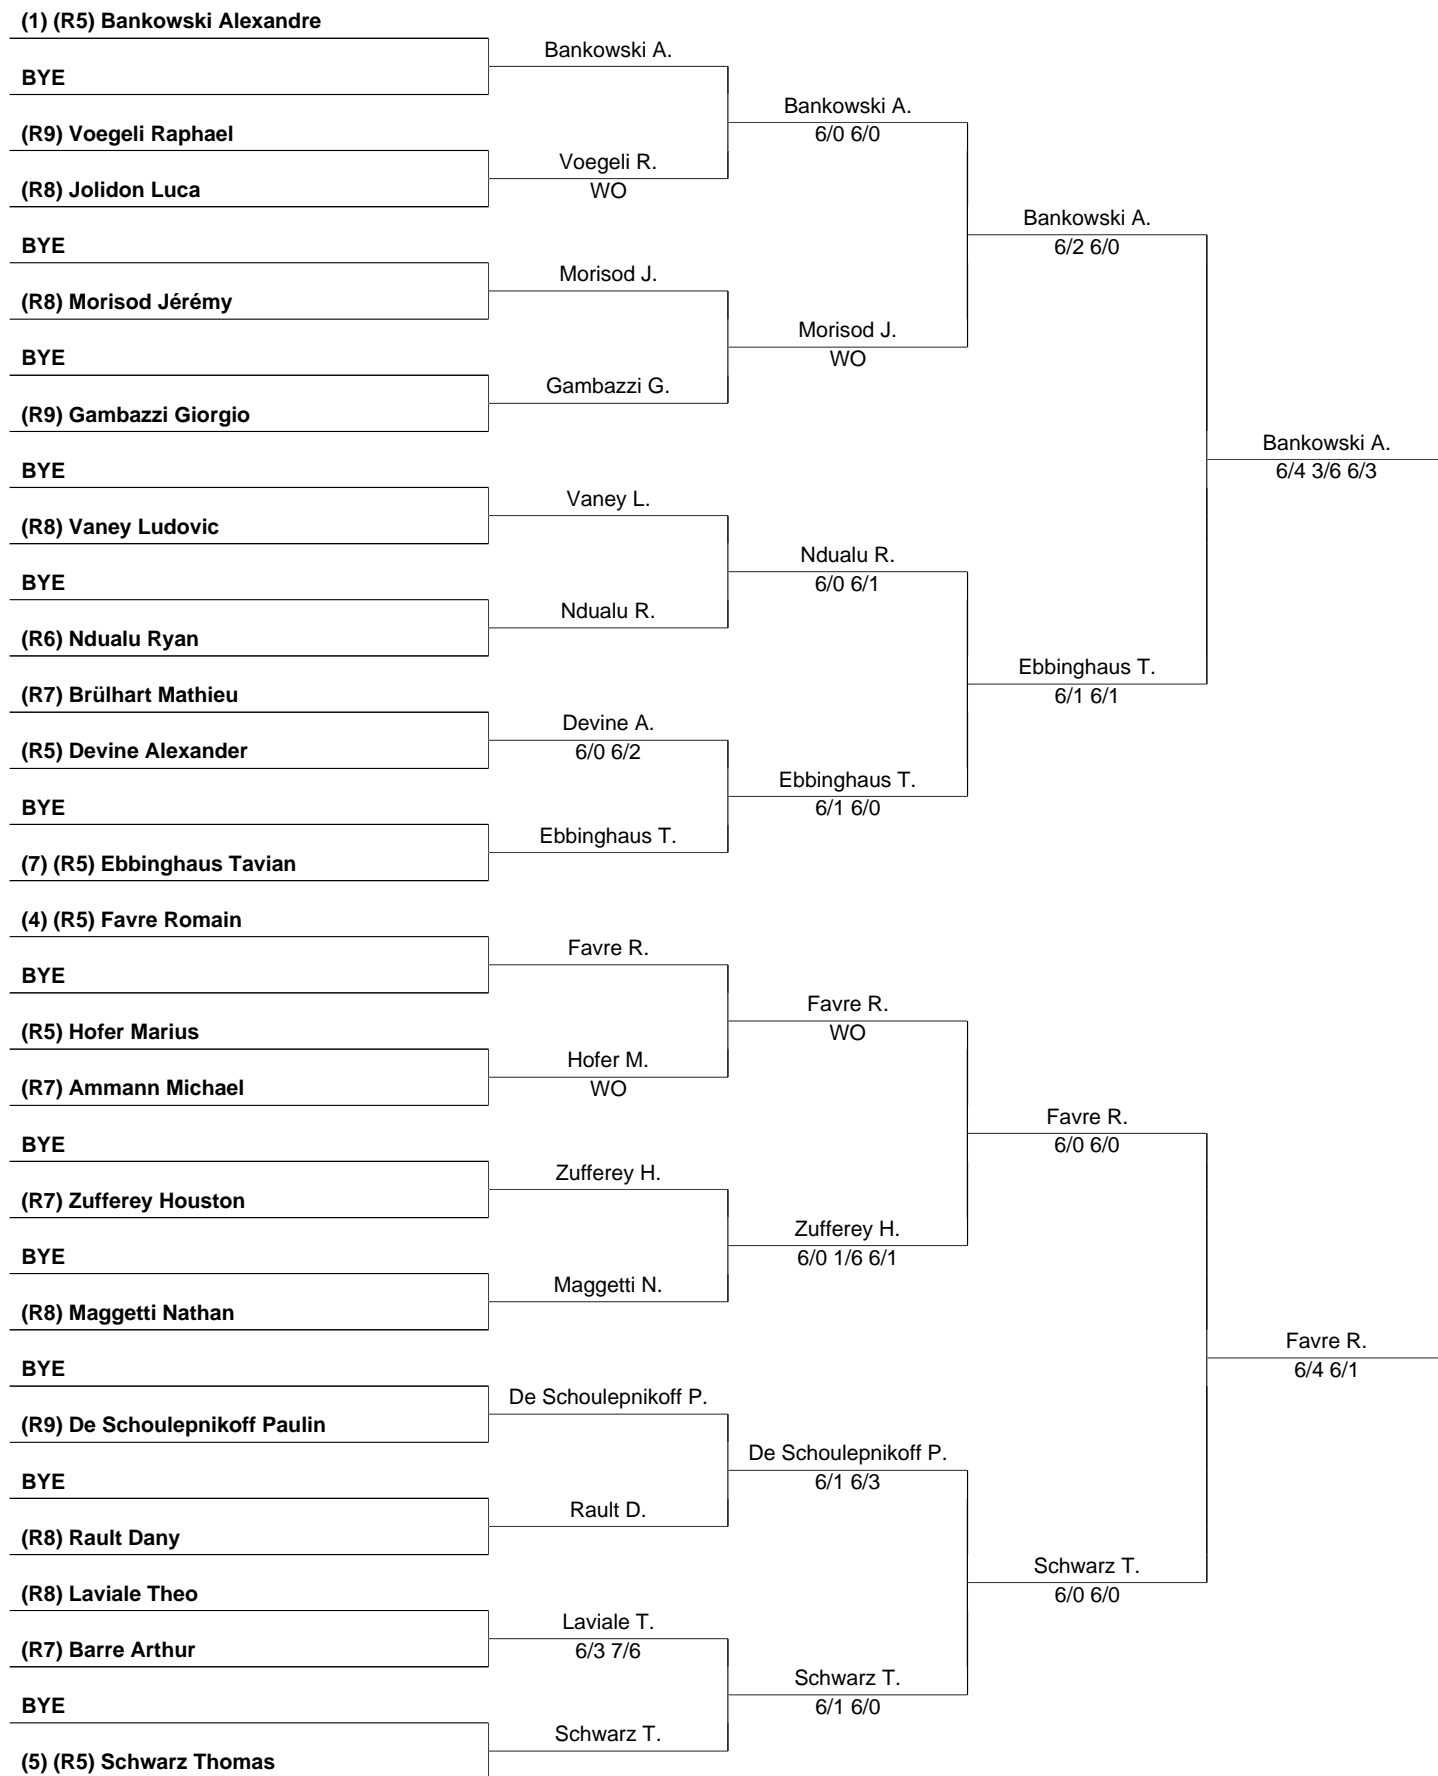 (1) (R5) Bankowski Alexandre
Bankowski A.
BYE
Bankowski A.
(R9) Voegeli Raphael
6/0 6/0
Voegeli R.
(R8) Jolidon Luca
WO
Bankowski A.
BYE
6/2 6/0
Morisod J.
(R8) Morisod Jérémy
Morisod J.
BYE
WO
Gambazzi G.
(R9) Gambazzi Giorgio
Bankowski A.
BYE
6/4 3/6 6/3
Vaney L.
(R8) Vaney Ludovic
Ndualu R.
BYE
6/0 6/1
Ndualu R.
(R6) Ndualu Ryan
Ebbinghaus T.
(R7) Brülhart Mathieu
6/1 6/1
Devine A.
(R5) Devine Alexander
6/0 6/2
Ebbinghaus T.
BYE
6/1 6/0
Ebbinghaus T.
(7) (R5) Ebbinghaus Tavian
(4) (R5) Favre Romain
Favre R.
BYE
Favre R.
(R5) Hofer Marius
WO
Hofer M.
(R7) Ammann Michael
WO
Favre R.
BYE
6/0 6/0
Zufferey H.
(R7) Zufferey Houston
Zufferey H.
BYE
6/0 1/6 6/1
Maggetti N.
(R8) Maggetti Nathan
Favre R.
BYE
6/4 6/1
De Schoulepnikoff P.
(R9) De Schoulepnikoff Paulin
De Schoulepnikoff P.
BYE
6/1 6/3
Rault D.
(R8) Rault Dany
Schwarz T.
(R8) Laviale Theo
6/0 6/0
Laviale T.
(R7) Barre Arthur
6/3 7/6
Schwarz T.
BYE
6/1 6/0
Schwarz T.
(5) (R5) Schwarz Thomas